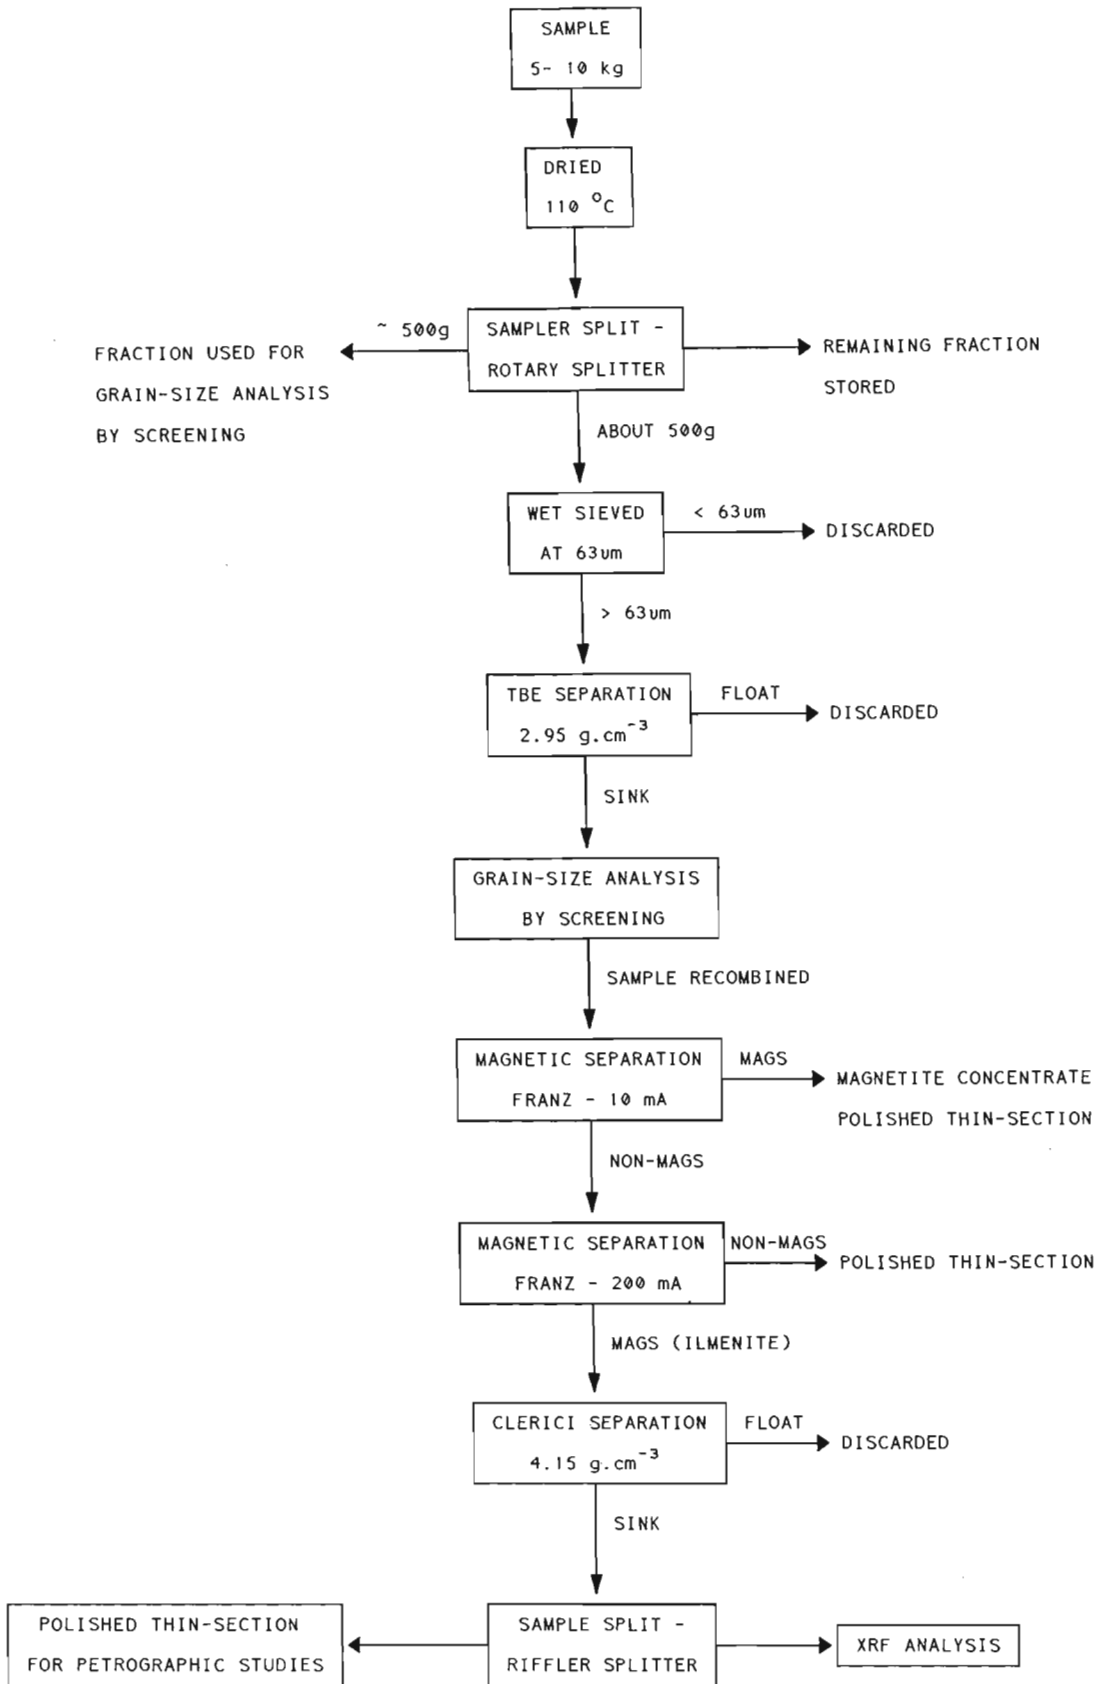 SAMPLE
5- 10 kg
DRIED
110 °C
~ 500g
SAMPLER SPLIT -
ROTARY SPLITTER
FRACTION USED FOR
GRAIN-SIZE ANALYSIS
BY SCREENING
REMAINING FRACTION
STORED
ABOUT 500g
WET SIEVED
AT 63um
< 63um
DISCARDED
> 63um
TBE SEPARATION
2.95 g.cm⁻³
FLOAT
DISCARDED
SINK
GRAIN-SIZE ANALYSIS
BY SCREENING
SAMPLE RECOMBINED
MAGNETIC SEPARATION
FRANZ - 10 mA
MAGS
MAGNETITE CONCENTRATE
POLISHED THIN-SECTION
NON-MAGS
MAGNETIC SEPARATION
FRANZ - 200 mA
NON-MAGS
POLISHED THIN-SECTION
MAGS (ILMENITE)
CLERICI SEPARATION
4.15 g.cm⁻³
FLOAT
DISCARDED
SINK
POLISHED THIN-SECTION
FOR PETROGRAPHIC STUDIES
SAMPLE SPLIT -
RIFFLER SPLITTER
XRF ANALYSIS